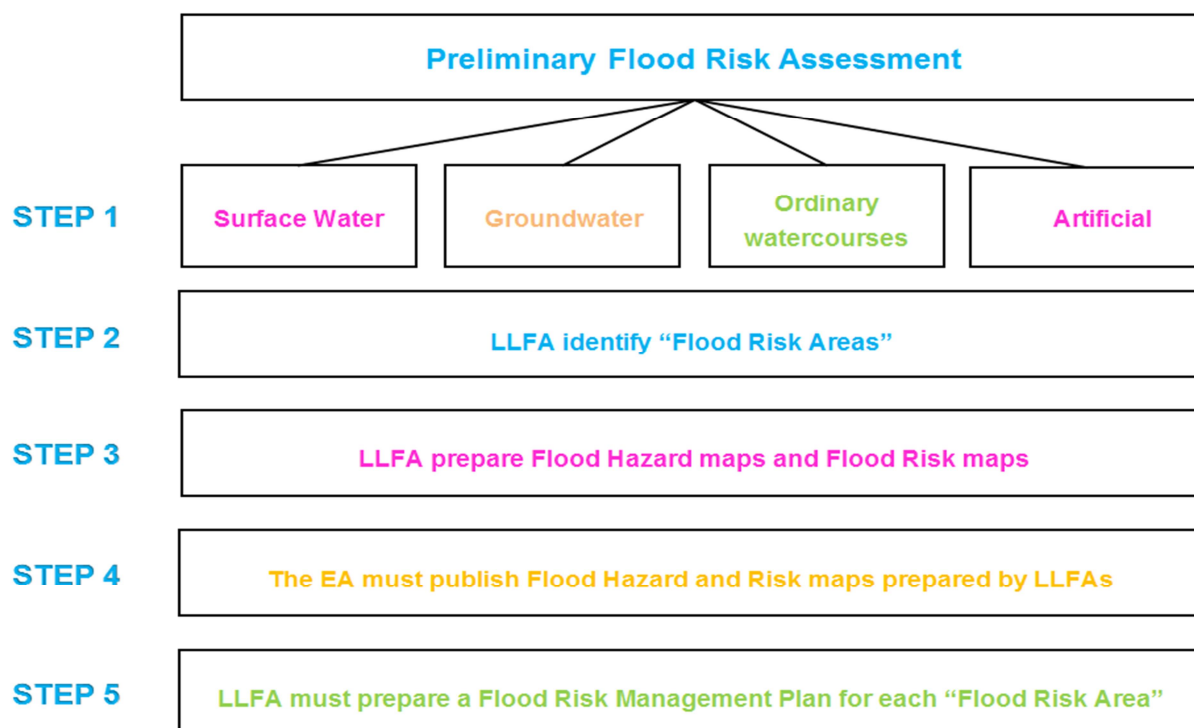 Preliminary Flood Risk Assessment
STEP 1
Surface Water
Groundwater
Ordinary
watercourses
Artificial
STEP 2
LLFA identify “Flood Risk Areas”
STEP 3
LLFA prepare Flood Hazard maps and Flood Risk maps
STEP 4
The EA must publish Flood Hazard and Risk maps prepared by LLFAs
STEP 5
LLFA must prepare a Flood Risk Management Plan for each “Flood Risk Area”